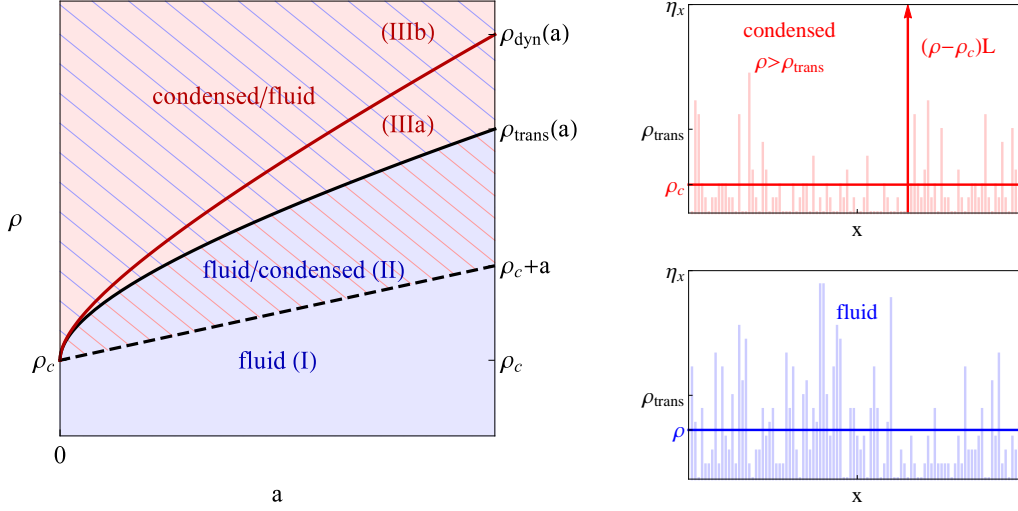 (IIIb)
ρdyn(a)
condensed/fluid
(IIIa)
ρtrans(a)
ρ
fluid/condensed (II)
ρc+a
ρc
fluid (I)
ρc
0
a
ηx
condensed
ρ>ρtrans
(ρ−ρc)L
ρtrans
ρc
x
ηx
fluid
ρtrans
ρ
x